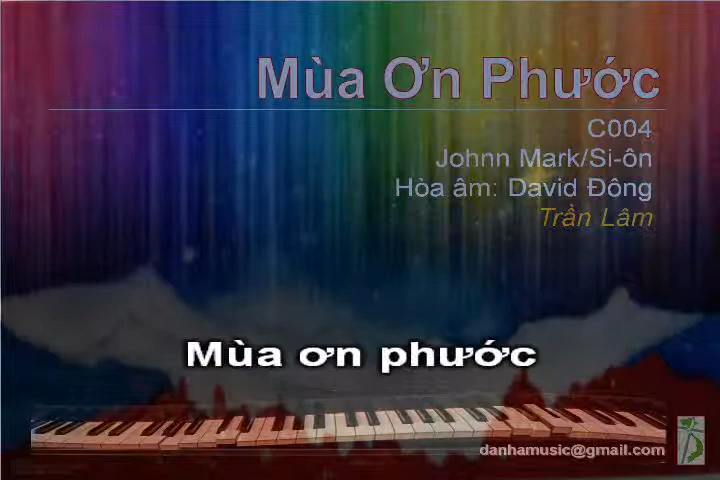 Mùa Ơn Phước
C004
Johnn Mark/Si-ôn
Hòa âm: David Đông
Trần Lâm
Mùa ơn phước
danhamusic@gmail.com